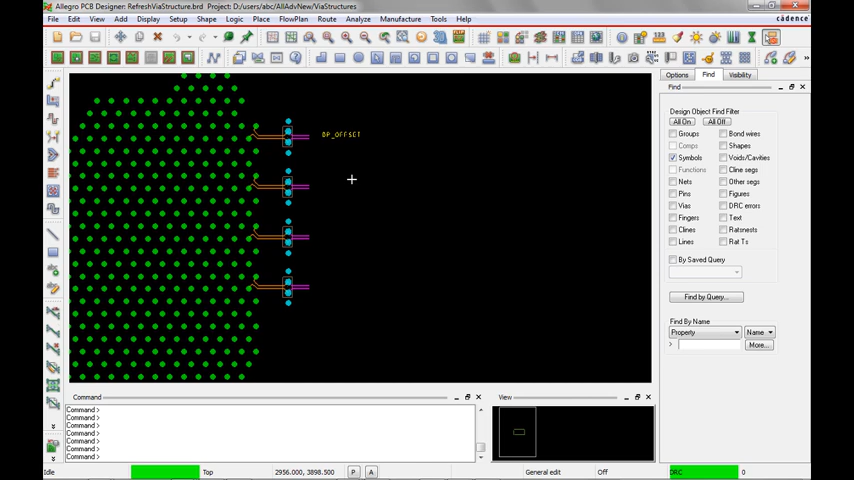 Allegro PCB Designer: RefreshViaStructure.brd Project: D:/users/abc/AllAdvNew/ViaStructures
File Edit View Add Display Setup Shape Logic Place FlowPlan Route Analyze Manufacture Tools
cādence
Options Find Visibility
Find
Design Object Find Filter
All On All Off
Groups Bond wires
Comps Shapes
Symbols Voids/Cavities
Functions Cline segs
Nets Other segs
Pins Figures
Vias DRC errors
Fingers Text
Clines Ratsnests
Lines Rat Ts
By Saved Query
Find by Query...
Find By Name
Property Name
> More...
DP_OFFSET
Command
Command >
Command >
Command >
Command >
Command >
Command >
Command >
View
Idle Top 2956.000, 3898.500 P A General edit Off DRC 0